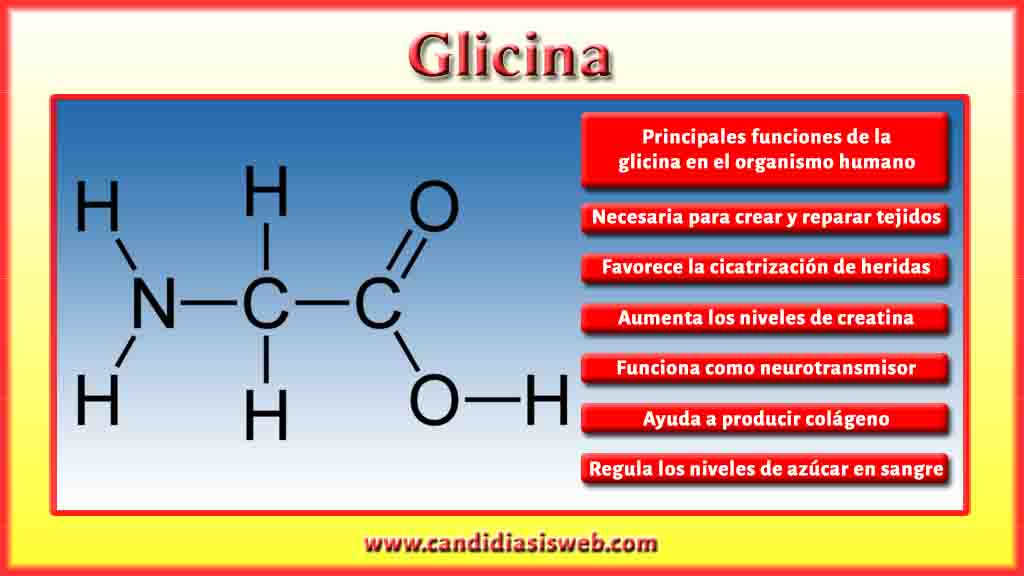 Glicina
Principales funciones de la
glicina en el organismo humano
Necesaria para crear y reparar tejidos
Favorece la cicatrización de heridas
Aumenta los niveles de creatina
Funciona como neurotransmisor
Ayuda a producir colágeno
Regula los niveles de azúcar en sangre
H H O
N C C
H H O H
www.candidiasisweb.com